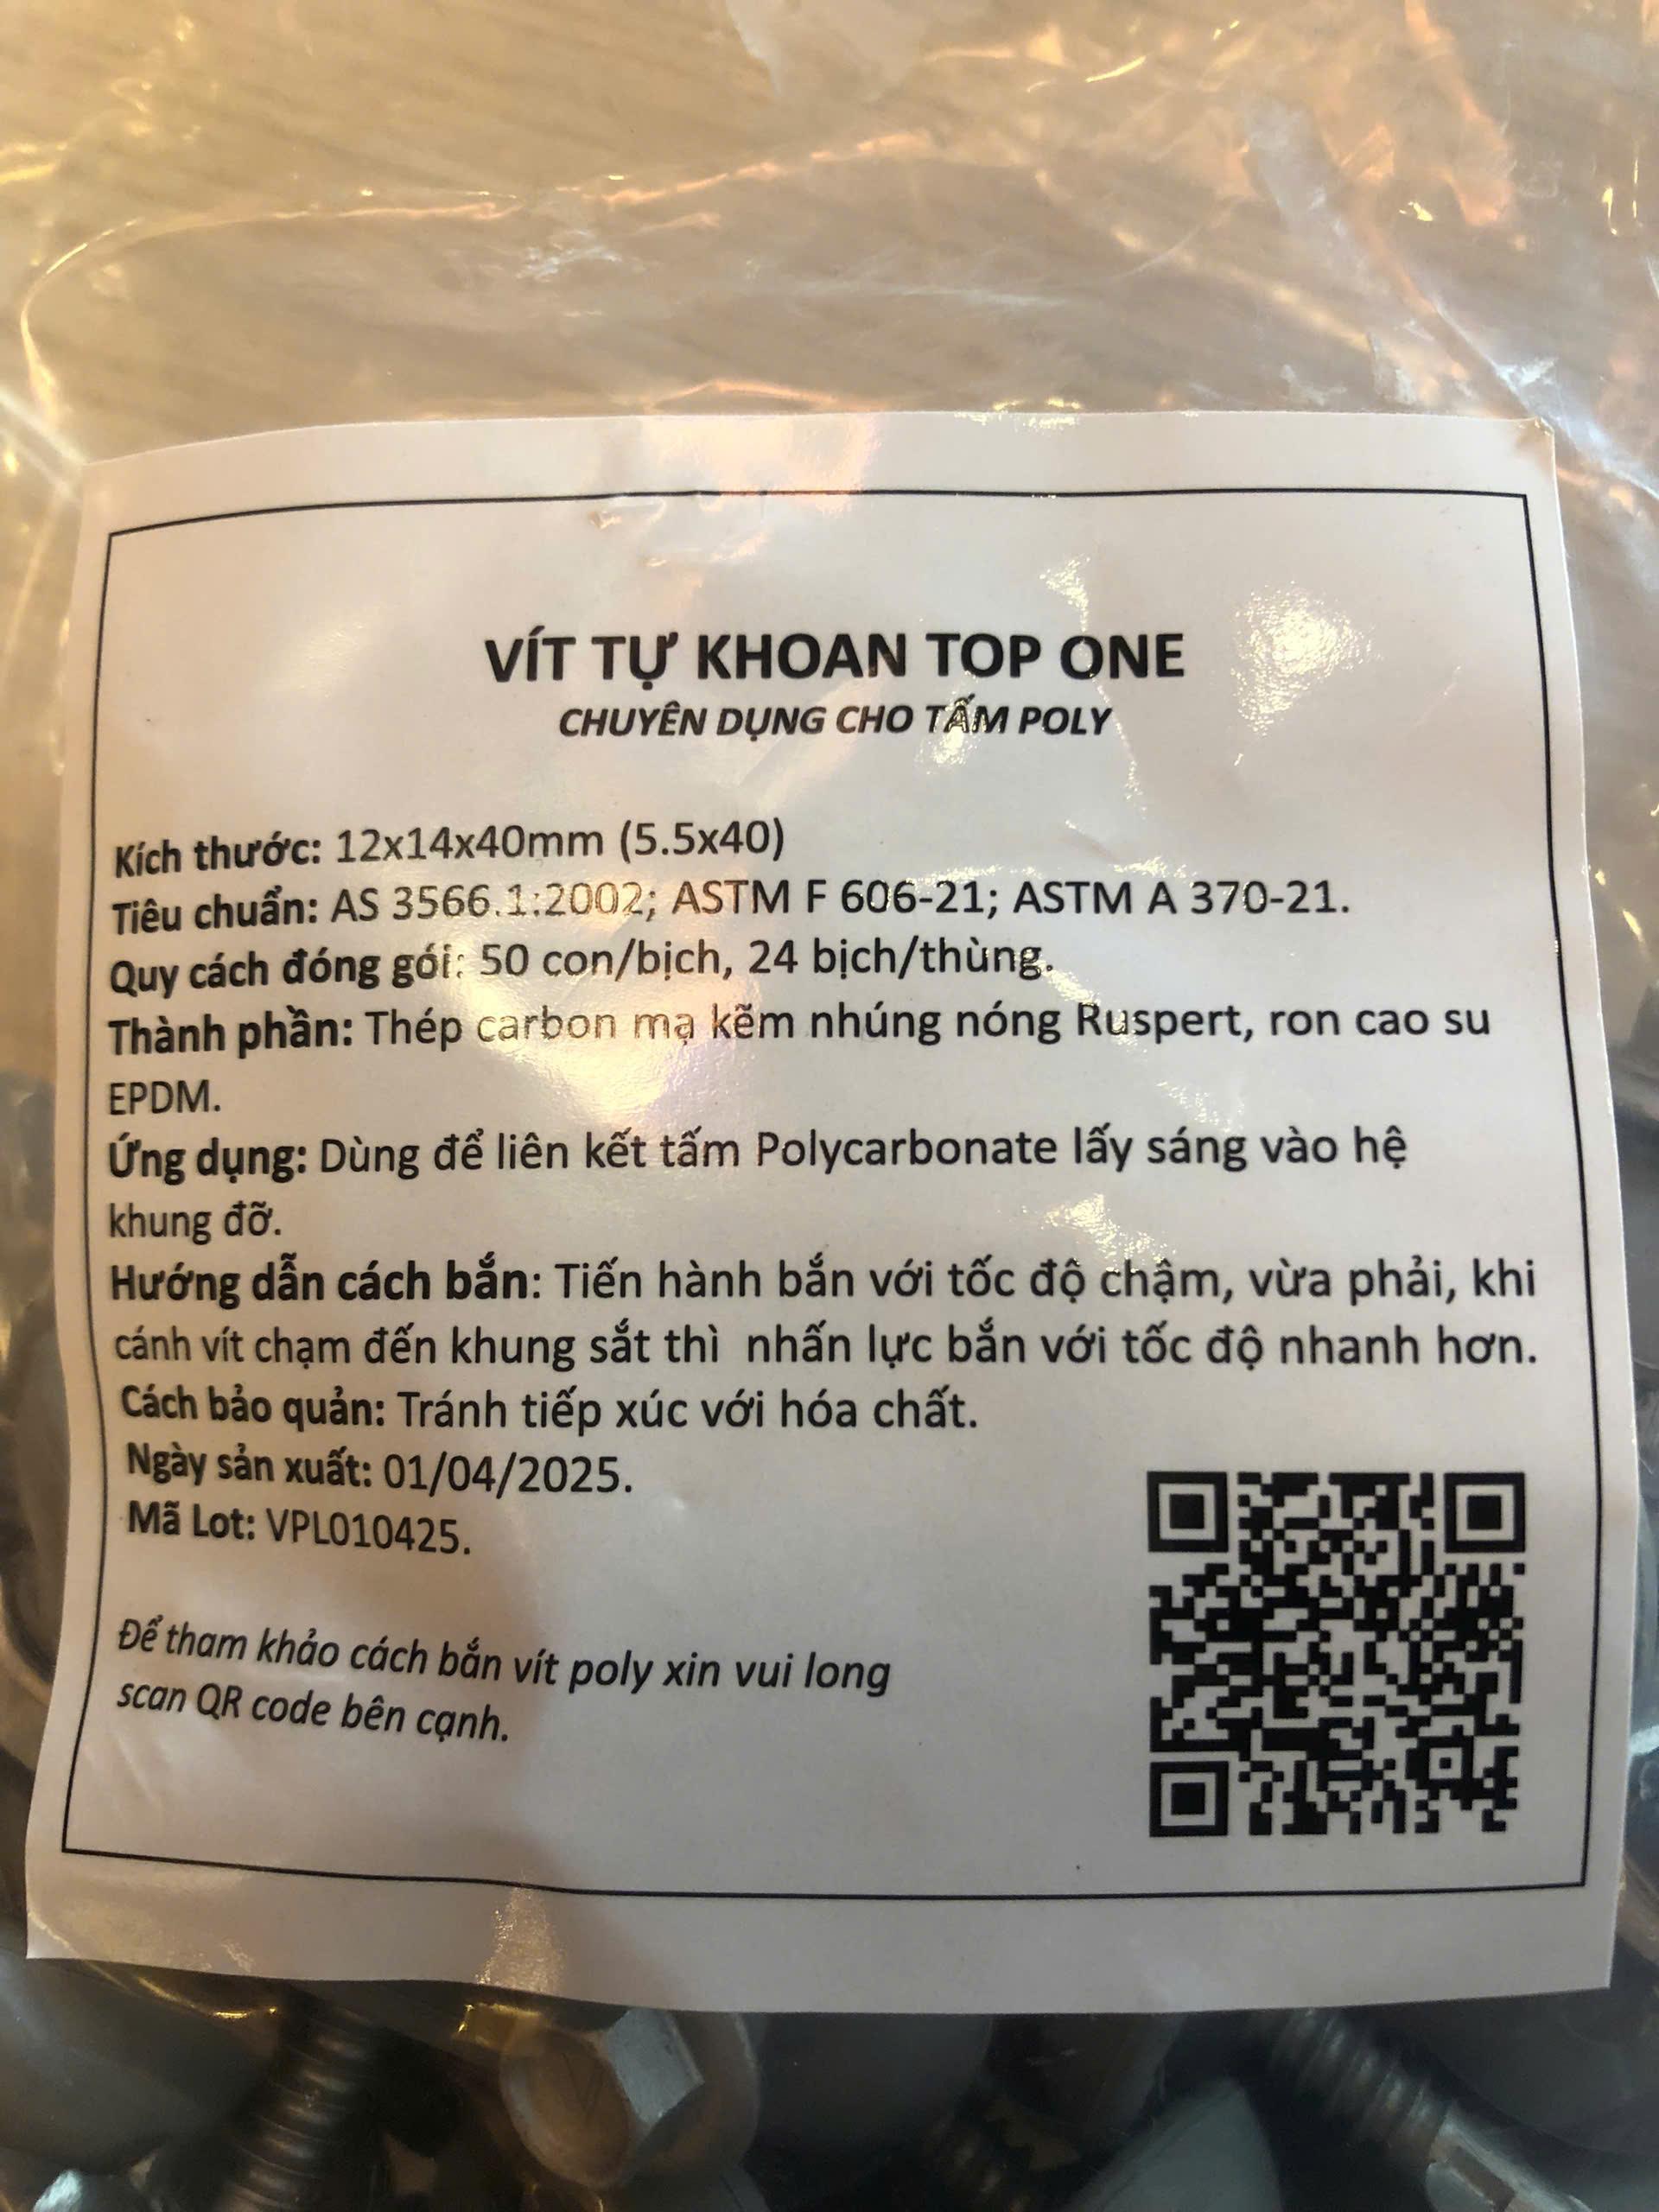 VÍT TỰ KHOAN TOP ONE
CHUYÊN DỤNG CHO TẤM POLY
Kích thước: 12x14x40mm (5.5x40)
Tiêu chuẩn: AS 3566.1:2002; ASTM F 606-21; ASTM A 370-21.
Quy cách đóng gói: 50 con/bịch, 24 bịch/thùng.
Thành phần: Thép carbon mạ kẽm nhúng nóng Ruspert, ron cao su
EPDM.
Ứng dụng: Dùng để liên kết tấm Polycarbonate lấy sáng vào hệ
khung đỡ.
Hướng dẫn cách bắn: Tiến hành bắn với tốc độ chậm, vừa phải, khi
cánh vít chạm đến khung sắt thì nhấn lực bắn với tốc độ nhanh hơn.
Cách bảo quản: Tránh tiếp xúc với hóa chất.
Ngày sản xuất: 01/04/2025.
Mã Lot: VPL010425.
Để tham khảo cách bắn vít poly xin vui long
scan QR code bên cạnh.